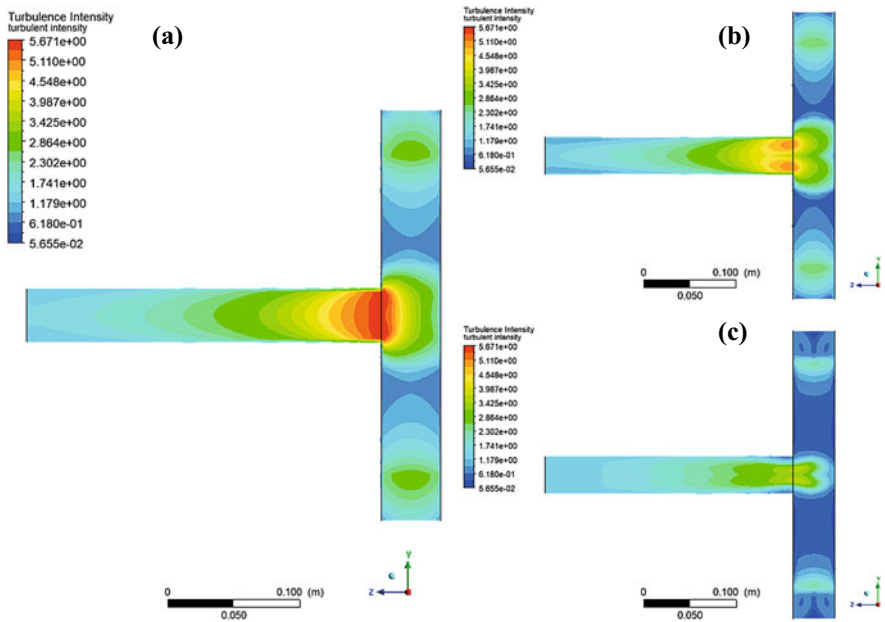 Turbulence Intensity
turbulent intensity
(a)
5.671e+00
5.110e+00
4.548e+00
3.987e+00
3.425e+00
2.864e+00
2.302e+00
1.741e+00
1.179e+00
6.180e-01
5.655e-02
Y
Z
0 0.100 (m)
0.050
Turbulence Intensity
turbulent intensity
(b)
5.671e+00
5.110e+00
4.548e+00
3.987e+00
3.425e+00
2.864e+00
2.302e+00
1.741e+00
1.179e+00
6.180e-01
5.655e-02
0 0.100 (m)
0.050
Y
Z
Turbulence Intensity
turbulent intensity
(c)
5.671e+00
5.110e+00
4.548e+00
3.987e+00
3.425e+00
2.864e+00
2.302e+00
1.741e+00
1.179e+00
6.180e-01
5.655e-02
0 0.100 (m)
0.050
Y
Z